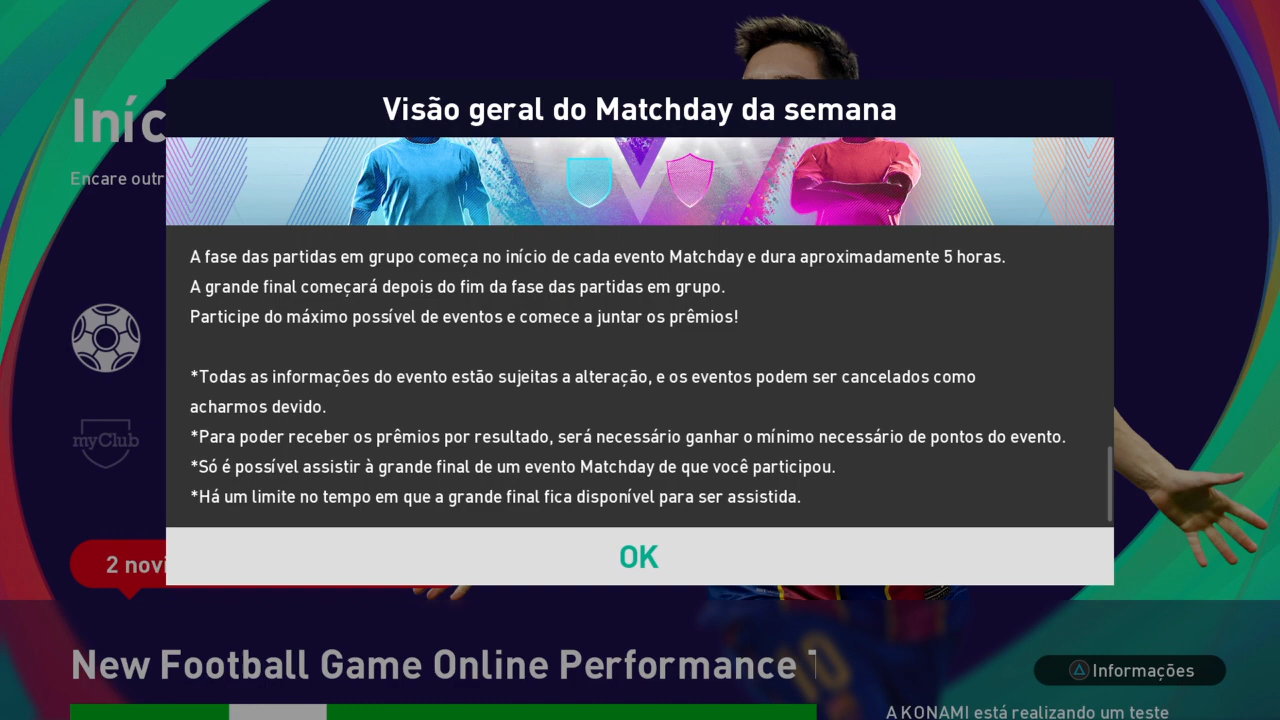 Visão geral do Matchday da semana
Iníc
Encare outr
A fase das partidas em grupo começa no início de cada evento Matchday e dura aproximadamente 5 horas.
A grande final começará depois do fim da fase das partidas em grupo.
Participe do máximo possível de eventos e comece a juntar os prêmios!
*Todas as informações do evento estão sujeitas a alteração, e os eventos podem ser cancelados como
acharmos devido.
*Para poder receber os prêmios por resultado, será necessário ganhar o mínimo necessário de pontos do evento.
*Só é possível assistir à grande final de um evento Matchday de que você participou.
*Há um limite no tempo em que a grande final fica disponível para ser assistida.
myClub
OK
2 novi
New Football Game Online Performance T
Informações
A KONAMI está realizando um teste
10